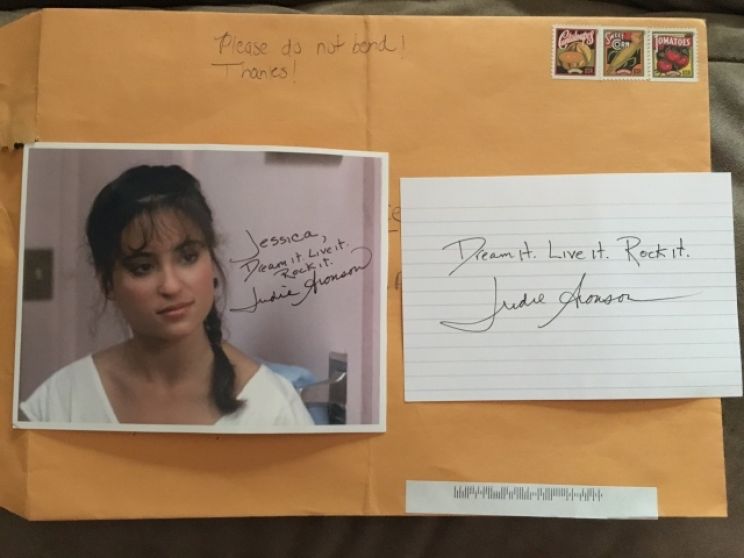 Please do not bend!
Thanks!
SWEET
CORN
TOMATOES
Jessica,
Dream it. Live it.
Rock it.
Judie Aronson
Dream it. Live it. Rock it.
Judie Aronson